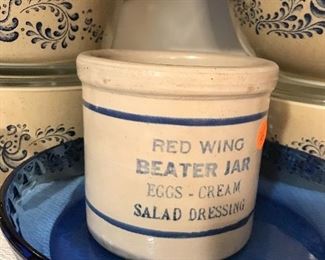 RED WING
BEATER JAR
EGGS - CREAM
SALAD DRESSING